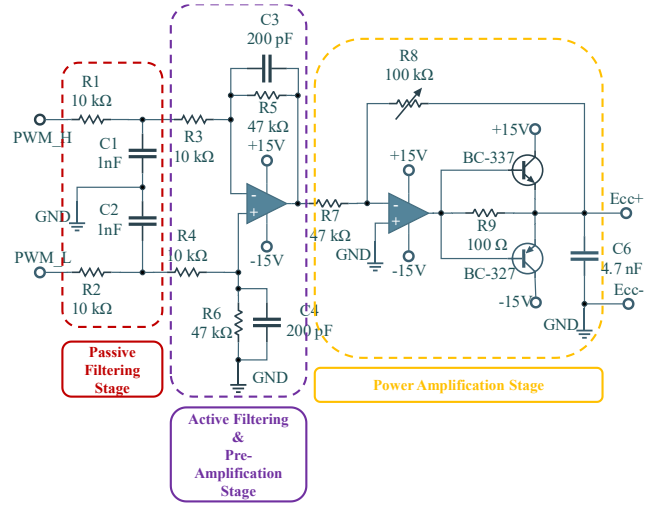 C3
200 pF
R1
10 kΩ
PWM_H
C1
1nF
GND
C2
1nF
PWM_L
R2
10 kΩ
R3
10 kΩ
R5
47 kΩ
+15V
-15V
R4
10 kΩ
R6
47 kΩ
C4
200 pF
GND
R7
47 kΩ
R8
100 kΩ
+15V
-15V
GND
R9
100 Ω
+15V
BC-337
BC-327
-15V
C6
4.7 nF
GND
Ecc+
Ecc-
-
+
-
+
Passive
Filtering
Stage
Active Filtering
&
Pre-
Amplification
Stage
Power Amplification Stage